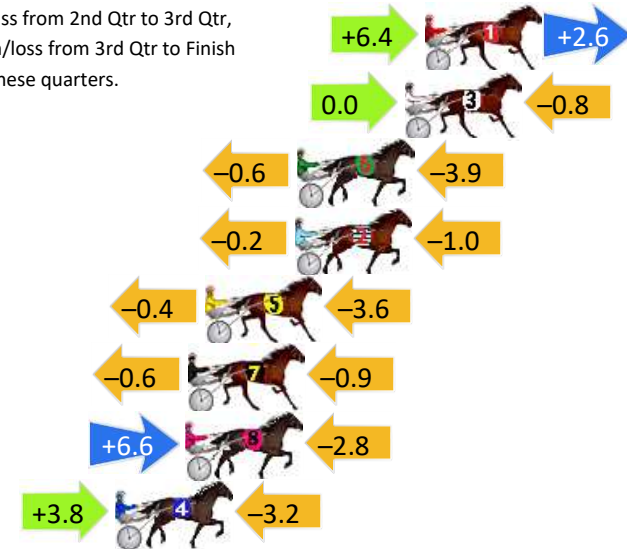 ss from 2nd Qtr to 3rd Qtr,
/loss from 3rd Qtr to Finish
hese quarters.
+6.4 1 +2.6
0.0 3 −0.8
−0.6 6 −3.9
−0.2 −1.0
−0.4 5 −3.6
−0.6 7 −0.9
+6.6 8 −2.8
+3.8 4 −3.2